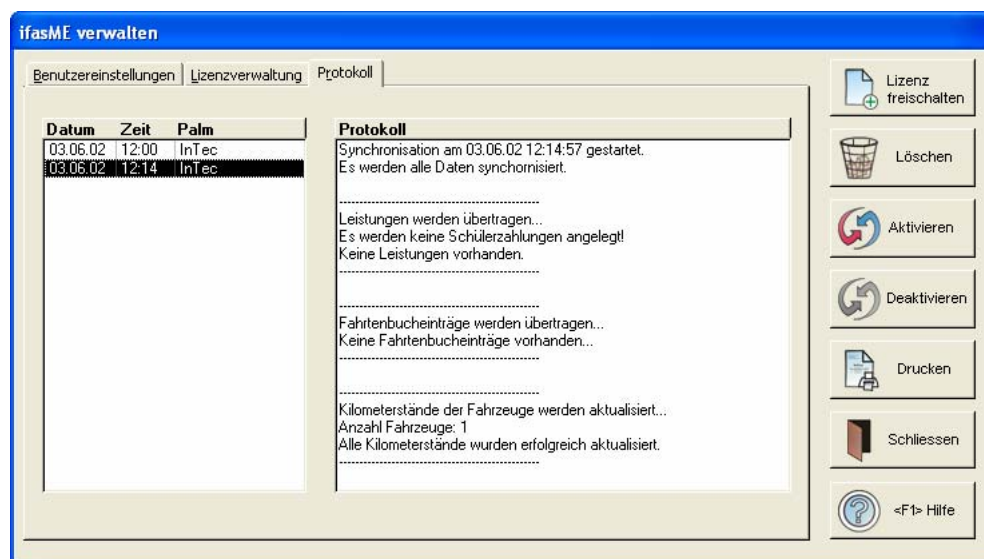 ifasME verwalten
Benutzereinstellungen Lizenzverwaltung Protokoll
Datum Zeit Palm
03.06.02 12:00 InTec
03.06.02 12:14 InTec
Protokoll
Synchronisation am 03.06.02 12:14:57 gestartet.
Es werden alle Daten synchornisiert.
------------------------------------------------------------
Leistungen werden übertragen...
Es werden keine Schülerzahlungen angelegt!
Keine Leistungen vorhanden.
------------------------------------------------------------
------------------------------------------------------------
Fahrtenbucheinträge werden übertragen...
Keine Fahrtenbucheinträge vorhanden...
------------------------------------------------------------
------------------------------------------------------------
Kilometerstände der Fahrzeuge werden aktualisiert...
Anzahl Fahrzeuge: 1
Alle Kilometerstände wurden erfolgreich aktualisiert.
------------------------------------------------------------
Lizenz
freischalten
Löschen
Aktivieren
Deaktivieren
Drucken
Schliessen
<F1> Hilfe